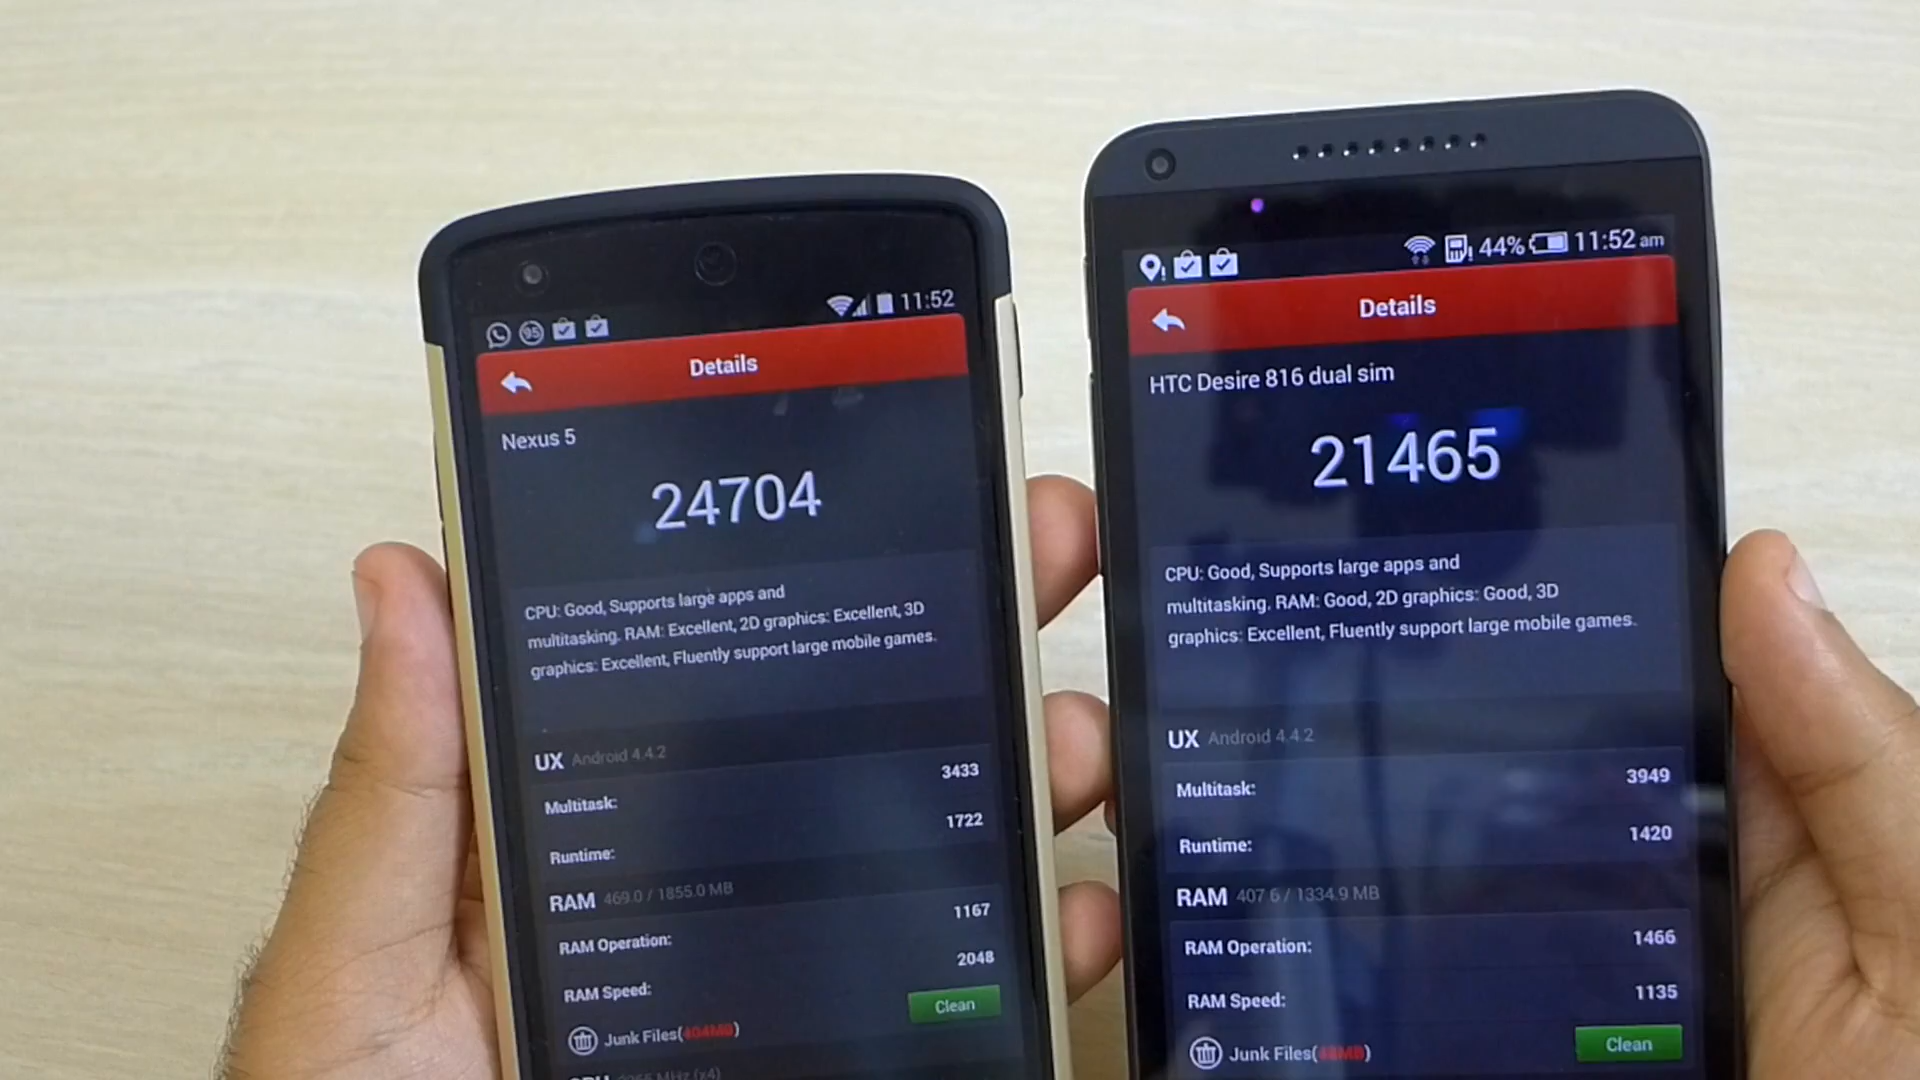 95
11:52
Details
Nexus 5
24704
CPU: Good, Supports large apps and
multitasking. RAM: Excellent, 2D graphics: Excellent, 3D
graphics: Excellent, Fluently support large mobile games.
UX Android 4.4.2
Multitask: 3433
Runtime: 1722
RAM 469.0 / 1855.0 MB
RAM Operation: 1167
RAM Speed: 2048
Junk Files(404MB)
Clean
MHz (x4)
44% 11:52 am
Details
HTC Desire 816 dual sim
21465
CPU: Good, Supports large apps and
multitasking. RAM: Good, 2D graphics: Good, 3D
graphics: Excellent, Fluently support large mobile games.
UX Android 4.4.2
Multitask: 3949
Runtime: 1420
RAM 407.6 / 1334.9 MB
RAM Operation: 1466
RAM Speed: 1135
Junk Files(
Clean